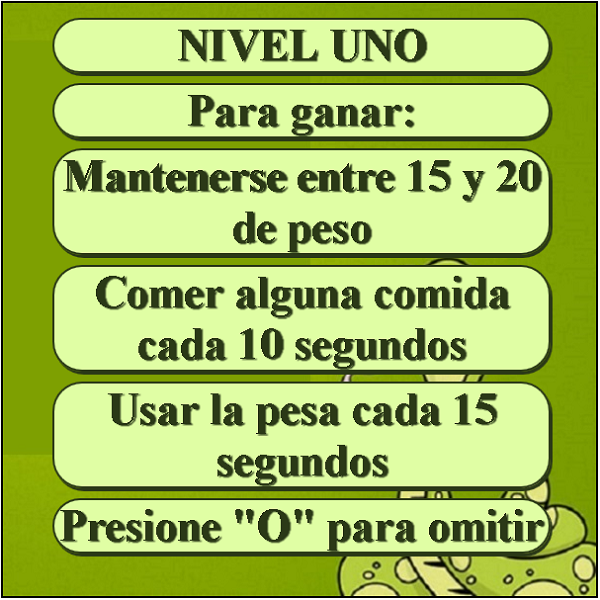 NIVEL UNO
Para ganar:
Mantenerse entre 15 y 20
de peso
Comer alguna comida
cada 10 segundos
Usar la pesa cada 15
segundos
Presione "O" para omitir